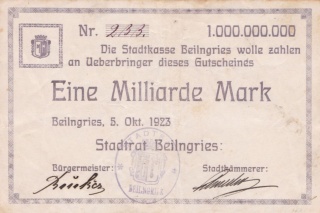 Nr. 233. 1.000.000.000
Die Stadtkasse Beilngries wolle zahlen
an Ueberbringer dieses Gutscheines
Eine Milliarde Mark
Beilngries, 5. Okt. 1923
Stadtrat Beilngries:
Bürgermeister: Stadtkämmerer: